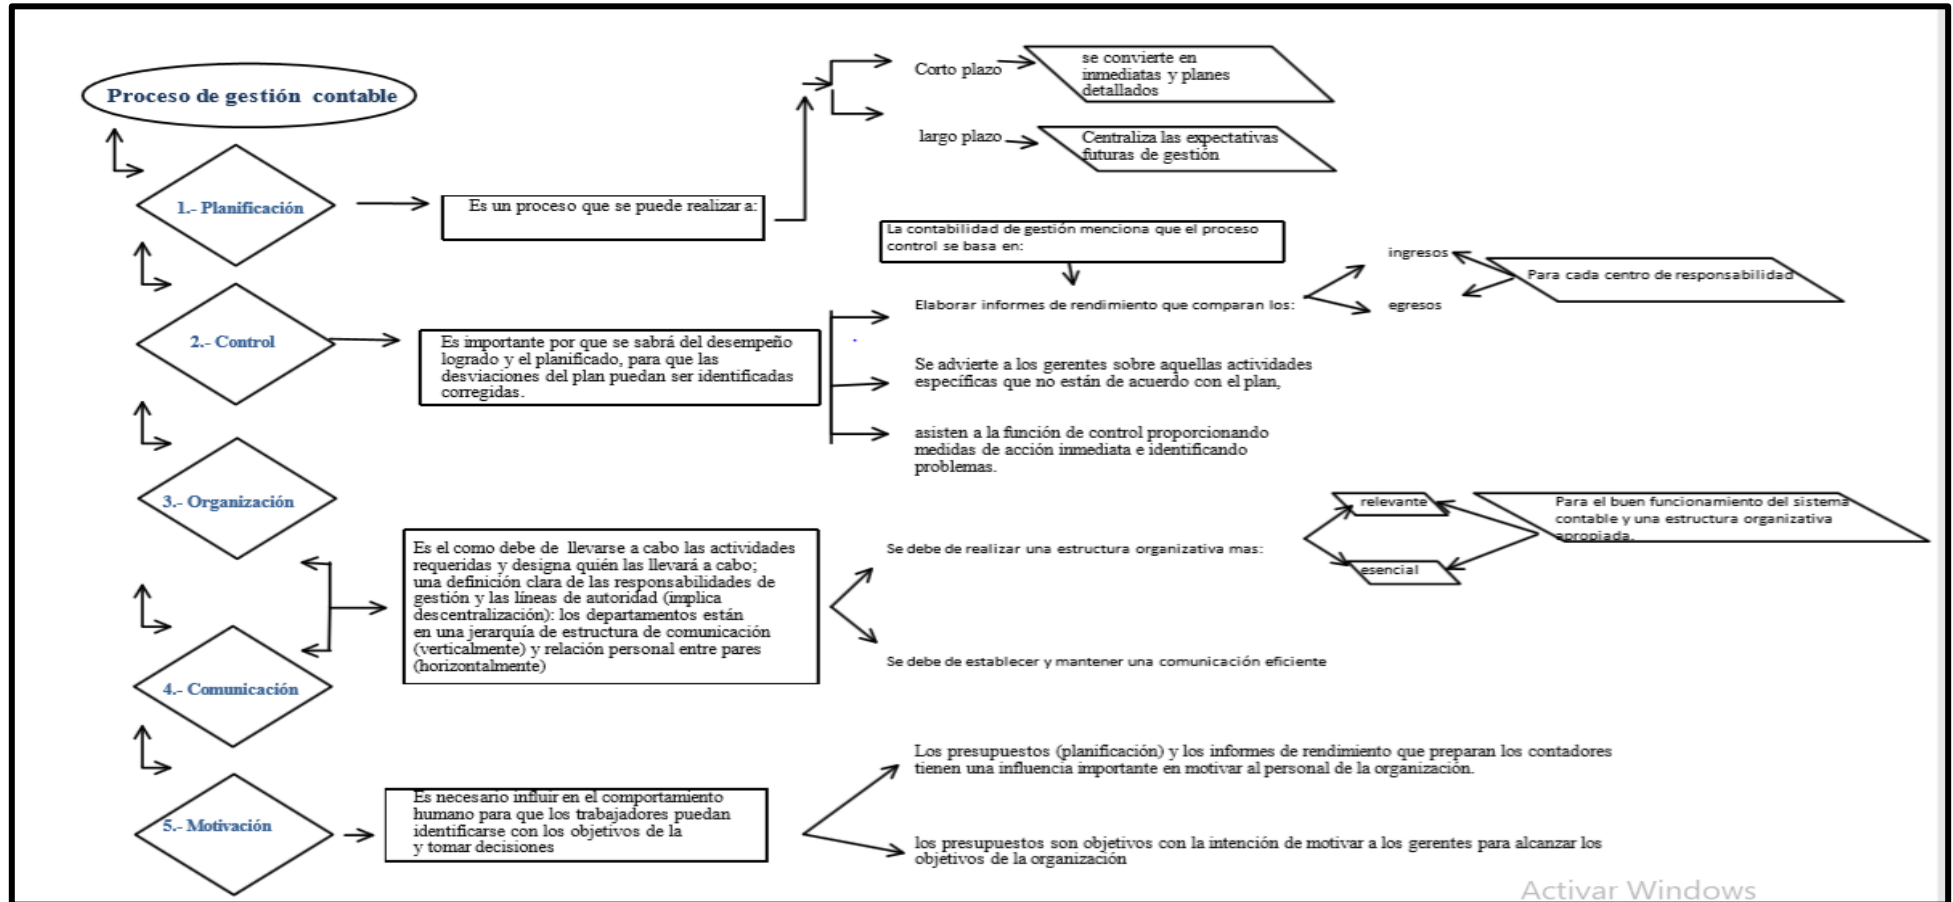 Proceso de gestión contable
1.- Planificación
Es un proceso que se puede realizar a:
Corto plazo
se convierte en
inmediatas y planes
detallados
largo plazo
Centraliza las expectativas
futuras de gestión
2.- Control
Es importante por que se sabrá del desempeño
logrado y el planificado, para que las
desviaciones del plan puedan ser identificadas
corregidas.
La contabilidad de gestión menciona que el proceso
control se basa en:
Elaborar informes de rendimiento que comparan los:
ingresos
egresos
Para cada centro de responsabilidad
Se advierte a los gerentes sobre aquellas actividades
específicas que no están de acuerdo con el plan,
asisten a la función de control proporcionando
medidas de acción inmediata e identificando
problemas.
3.- Organización
4.- Comunicación
Es el como debe de llevarse a cabo las actividades
requeridas y designa quién las llevará a cabo;
una definición clara de las responsabilidades de
gestión y las líneas de autoridad (implica
descentralización): los departamentos están
en una jerarquía de estructura de comunicación
(verticalmente) y relación personal entre pares
(horizontalmente)
Se debe de realizar una estructura organizativa mas:
relevante
esencial
Para el buen funcionamiento del sistema
contable y una estructura organizativa
apropiada.
Se debe de establecer y mantener una comunicación eficiente
5.- Motivación
Es necesario influir en el comportamiento
humano para que los trabajadores puedan
identificarse con los objetivos de la
y tomar decisiones
Los presupuestos (planificación) y los informes de rendimiento que preparan los contadores
tienen una influencia importante en motivar al personal de la organización.
los presupuestos son objetivos con la intención de motivar a los gerentes para alcanzar los
objetivos de la organización
Activar Windows